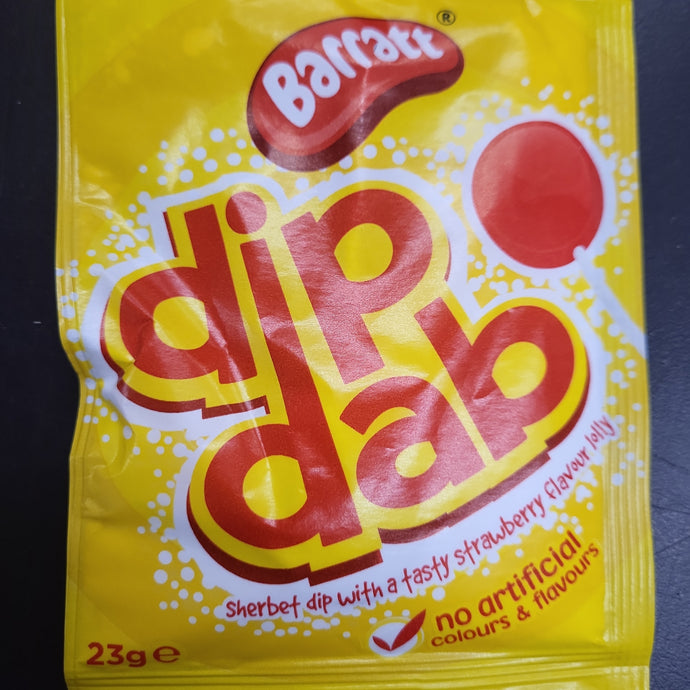 Barratt®
dip
dab
sherbet dip with a tasty strawberry flavour lolly
no artificial
colours & flavours
23g e